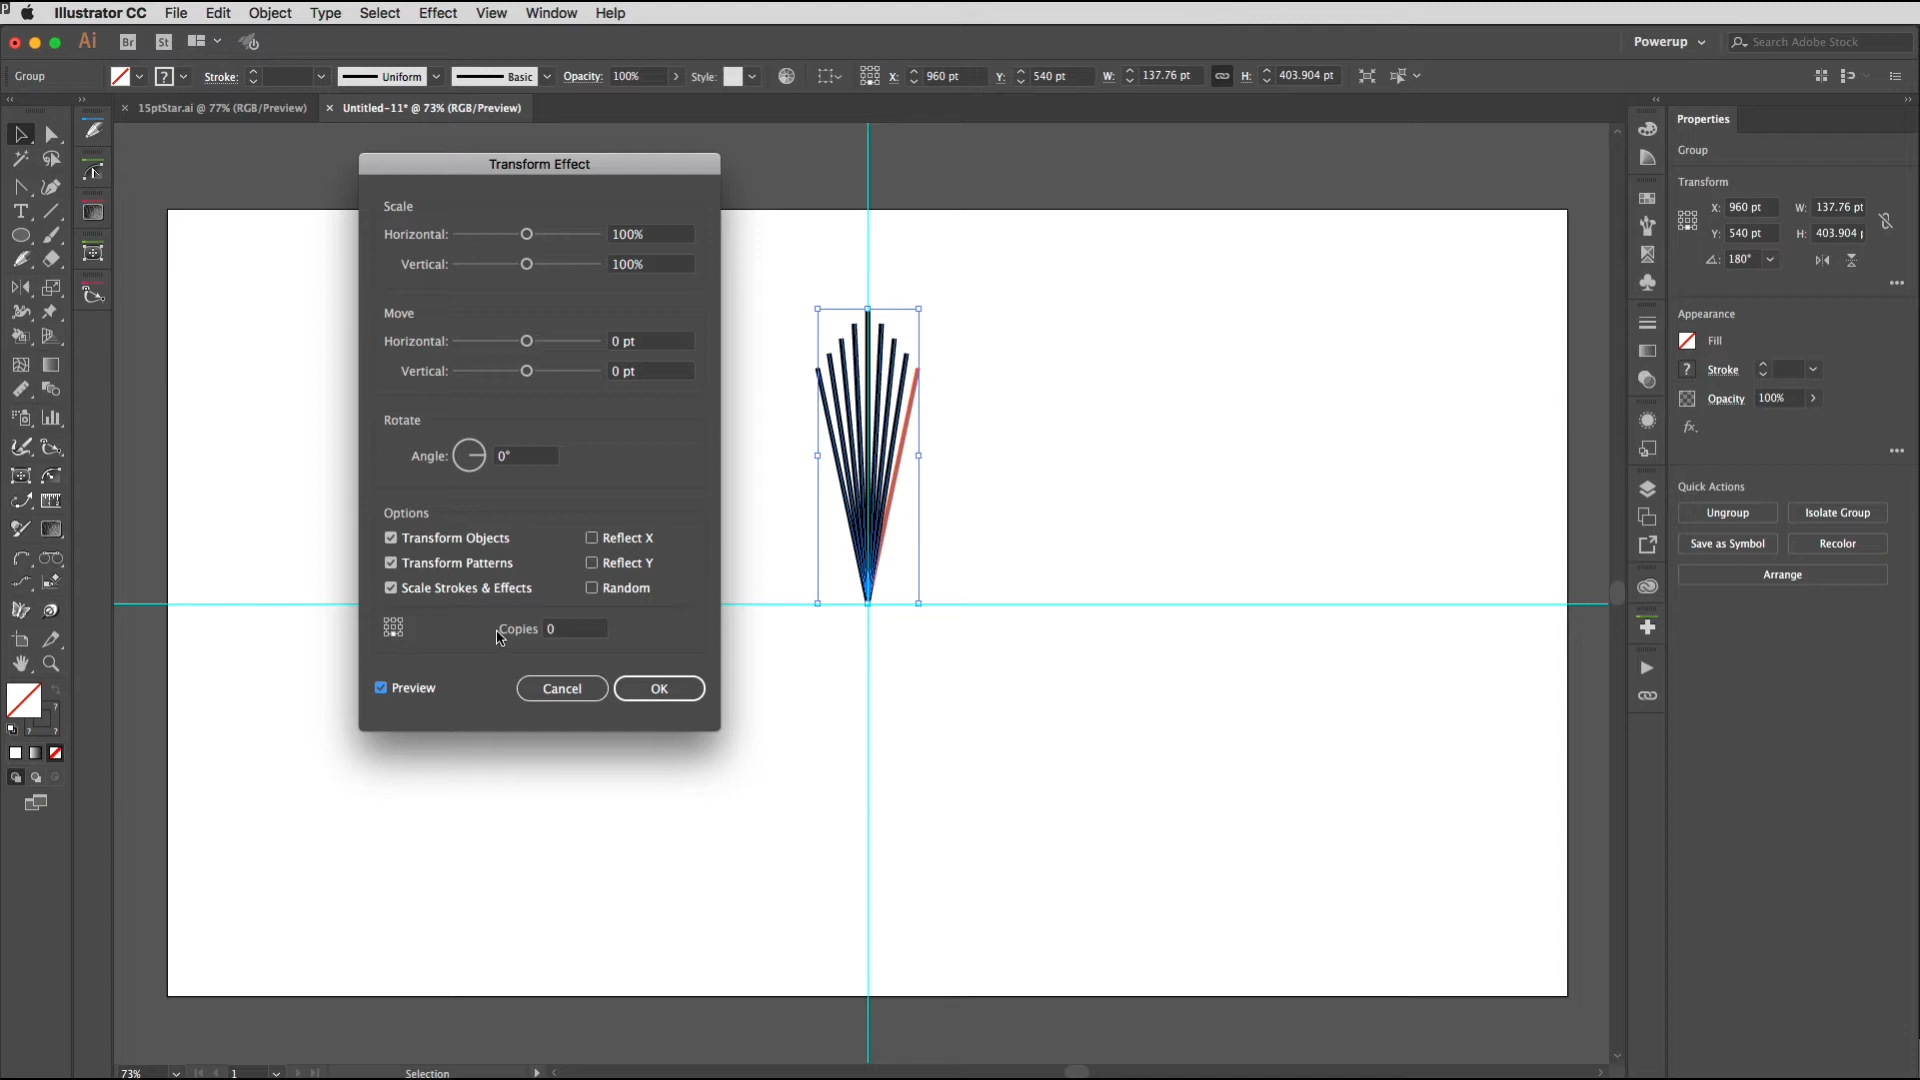 Illustrator CC File Edit Object Type Select Effect View Window Help
Ai Br St Powerup Search Adobe Stock
Group Stroke: Uniform Basic Opacity: 100% Style: X: 960 pt Y: 540 pt W: 137.76 pt H: 403.904 pt
× 15ptStar.ai @ 77% (RGB/Preview) × Untitled-11* @ 73% (RGB/Preview)
Transform Effect
Scale
Horizontal: 100%
Vertical: 100%
Move
Horizontal: 0 pt
Vertical: 0 pt
Rotate
Angle: 0°
Options
Transform Objects Reflect X
Transform Patterns Reflect Y
Scale Strokes & Effects Random
Copies 0
Preview Cancel OK
Properties
Group
Transform
X: 960 pt W: 137.76 pt
Y: 540 pt H: 403.904 p
180°
Appearance
Fill
? Stroke
Opacity 100%
fx.
Quick Actions
Ungroup Isolate Group
Save as Symbol Recolor
Arrange
73% 1 Selection